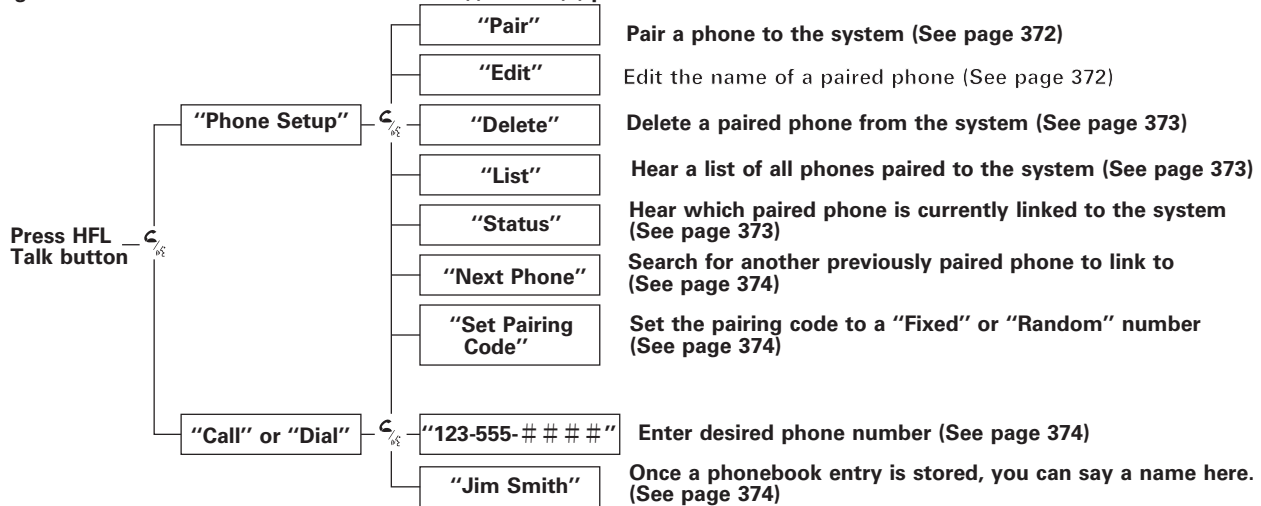 "Pair"
Pair a phone to the system (See page 372)
"Edit"
Edit the name of a paired phone (See page 372)
"Phone Setup"
"Delete"
Delete a paired phone from the system (See page 373)
"List"
Hear a list of all phones paired to the system (See page 373)
Press HFL
Talk button
"Status"
Hear which paired phone is currently linked to the system
(See page 373)
"Next Phone"
Search for another previously paired phone to link to
(See page 374)
"Set Pairing
Code"
Set the pairing code to a "Fixed" or "Random" number
(See page 374)
"Call" or "Dial"
"123-555-####"
Enter desired phone number (See page 374)
"Jim Smith"
Once a phonebook entry is stored, you can say a name here.
(See page 374)